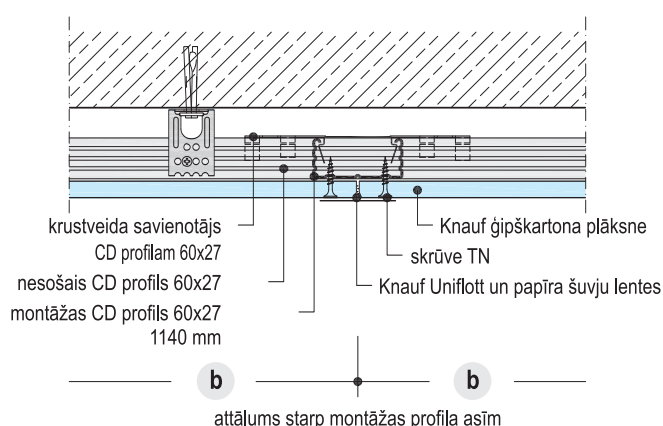 krustveida savienotājs
CD profilam 60x27
nesošais CD profils 60x27
montāžas CD profils 60x27
1140 mm
Knauf ģipškartona plāksne
skrūve TN
Knauf Uniflott un papīra šuvju lentes
b b
attālums starp montāžas profila asīm